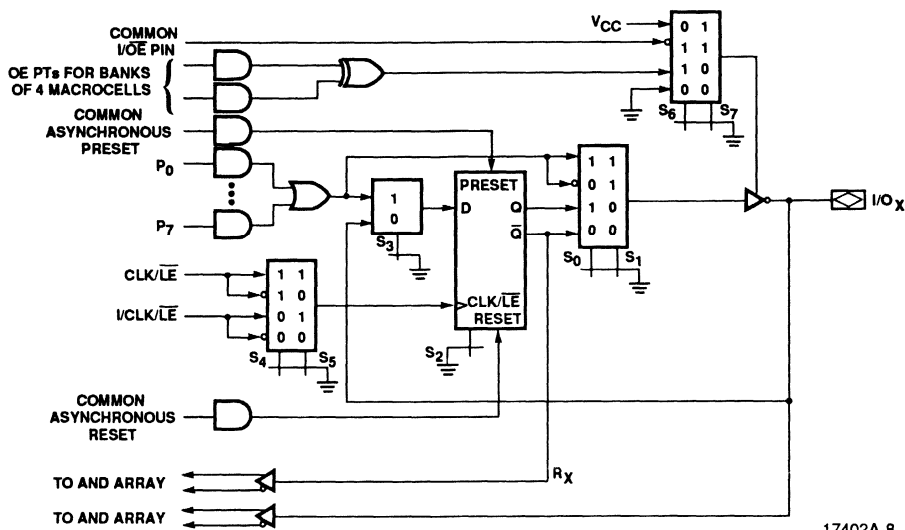 COMMON
I/OE PIN
OE PTs FOR BANKS
OF 4 MACROCELLS
COMMON
ASYNCHRONOUS
PRESET
P0
P7
VCC
0 1
1 1
1 0
0 0
S6 S7
1
0
S3
PRESET
D Q
Q
CLK/LE
RESET
S2
1 1
0 1
1 0
0 0
S0 S1
I/OX
CLK/LE
I/CLK/LE
1 1
1 0
0 1
0 0
S4 S5
COMMON
ASYNCHRONOUS
RESET
RX
TO AND ARRAY
TO AND ARRAY
17402A-8